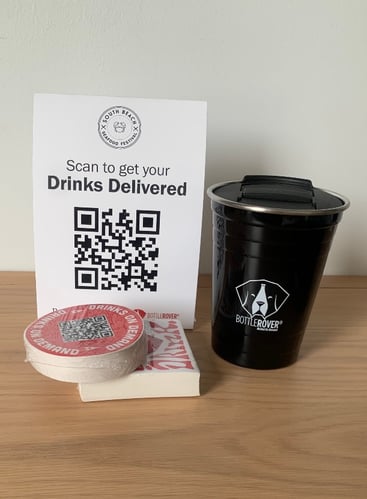 SOUTH BEACH
SEAFOOD FESTIVAL
Scan to get your
Drinks Delivered
BOTTLEROVER®
DRINKS ON DEMAND
BOTTLEROVER®